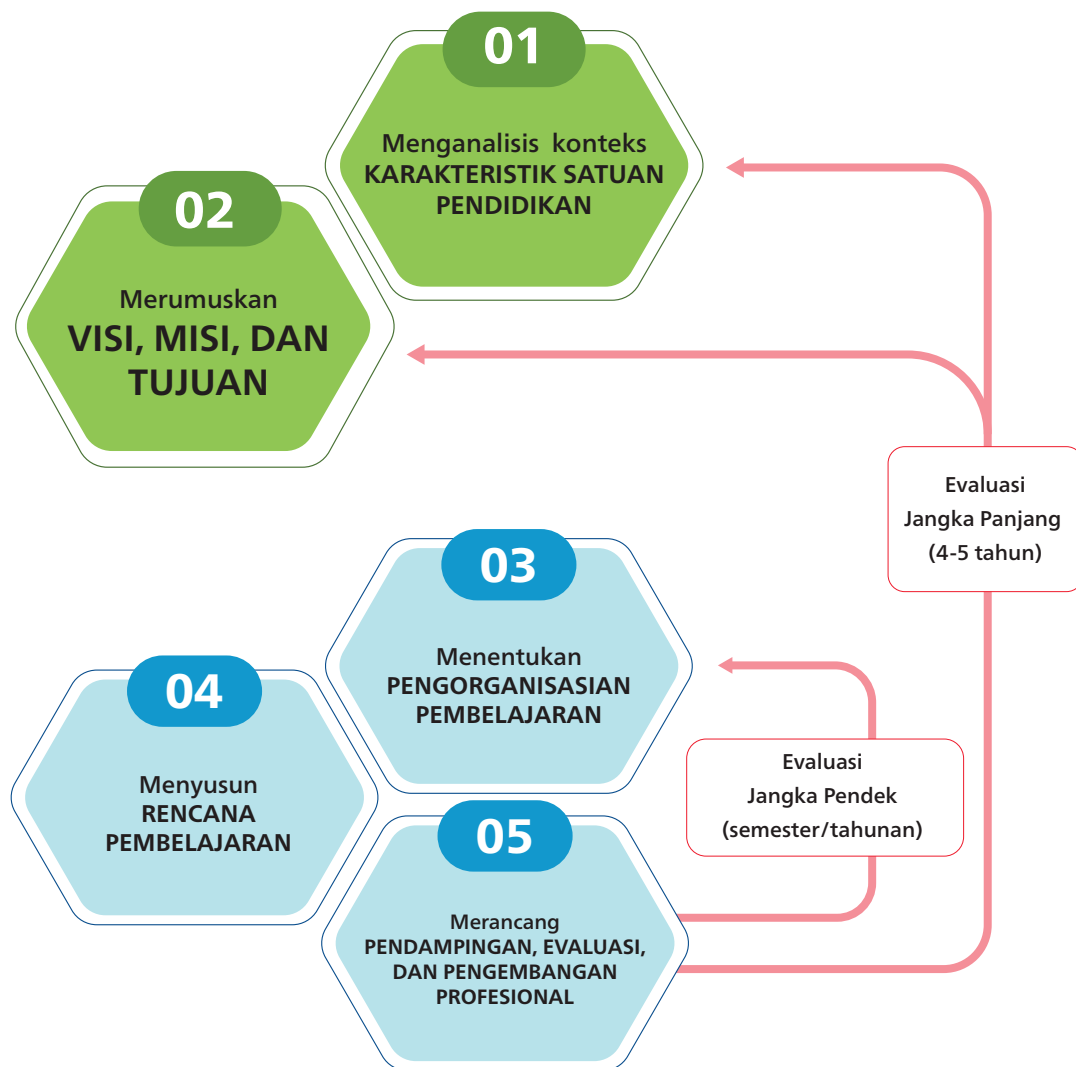 01
Menganalisis konteks
KARAKTERISTIK SATUAN
PENDIDIKAN
02
Merumuskan
VISI, MISI, DAN
TUJUAN
Evaluasi
Jangka Panjang
(4-5 tahun)
03
Menentukan
PENGORGANISASIAN
PEMBELAJARAN
04
Menyusun
RENCANA
PEMBELAJARAN
Evaluasi
Jangka Pendek
(semester/tahunan)
05
Merancang
PENDAMPINGAN, EVALUASI,
DAN PENGEMBANGAN
PROFESIONAL